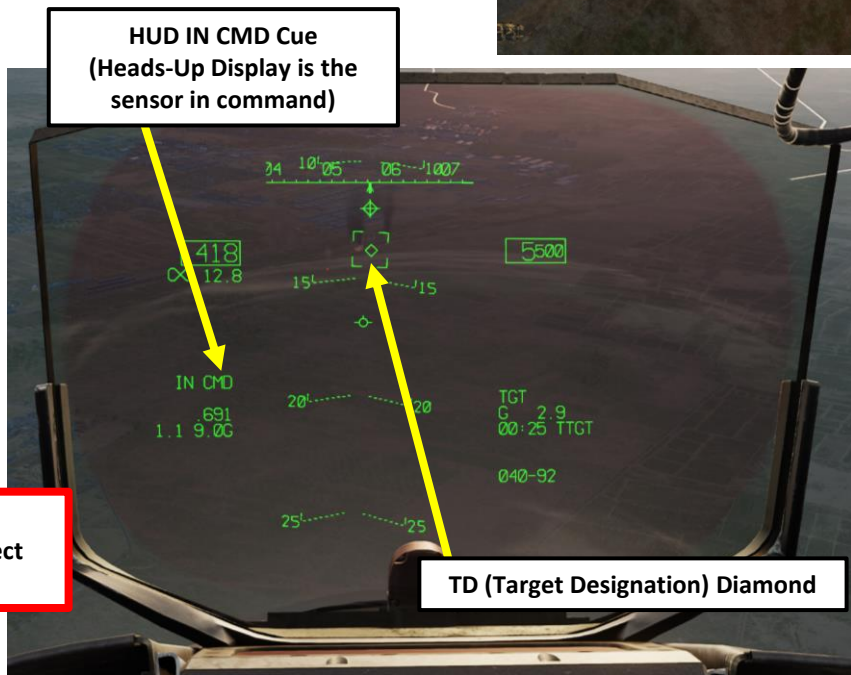 HUD IN CMD Cue
(Heads-Up Display is the
sensor in command)
04 10 05 06 10 07
418
5500
∝ 12.8
15 15
IN CMD
.691
1.1 9.0G
20 20
TGT
G 2.9
00:25 TTGT
040-92
25 25
ect
TD (Target Designation) Diamond